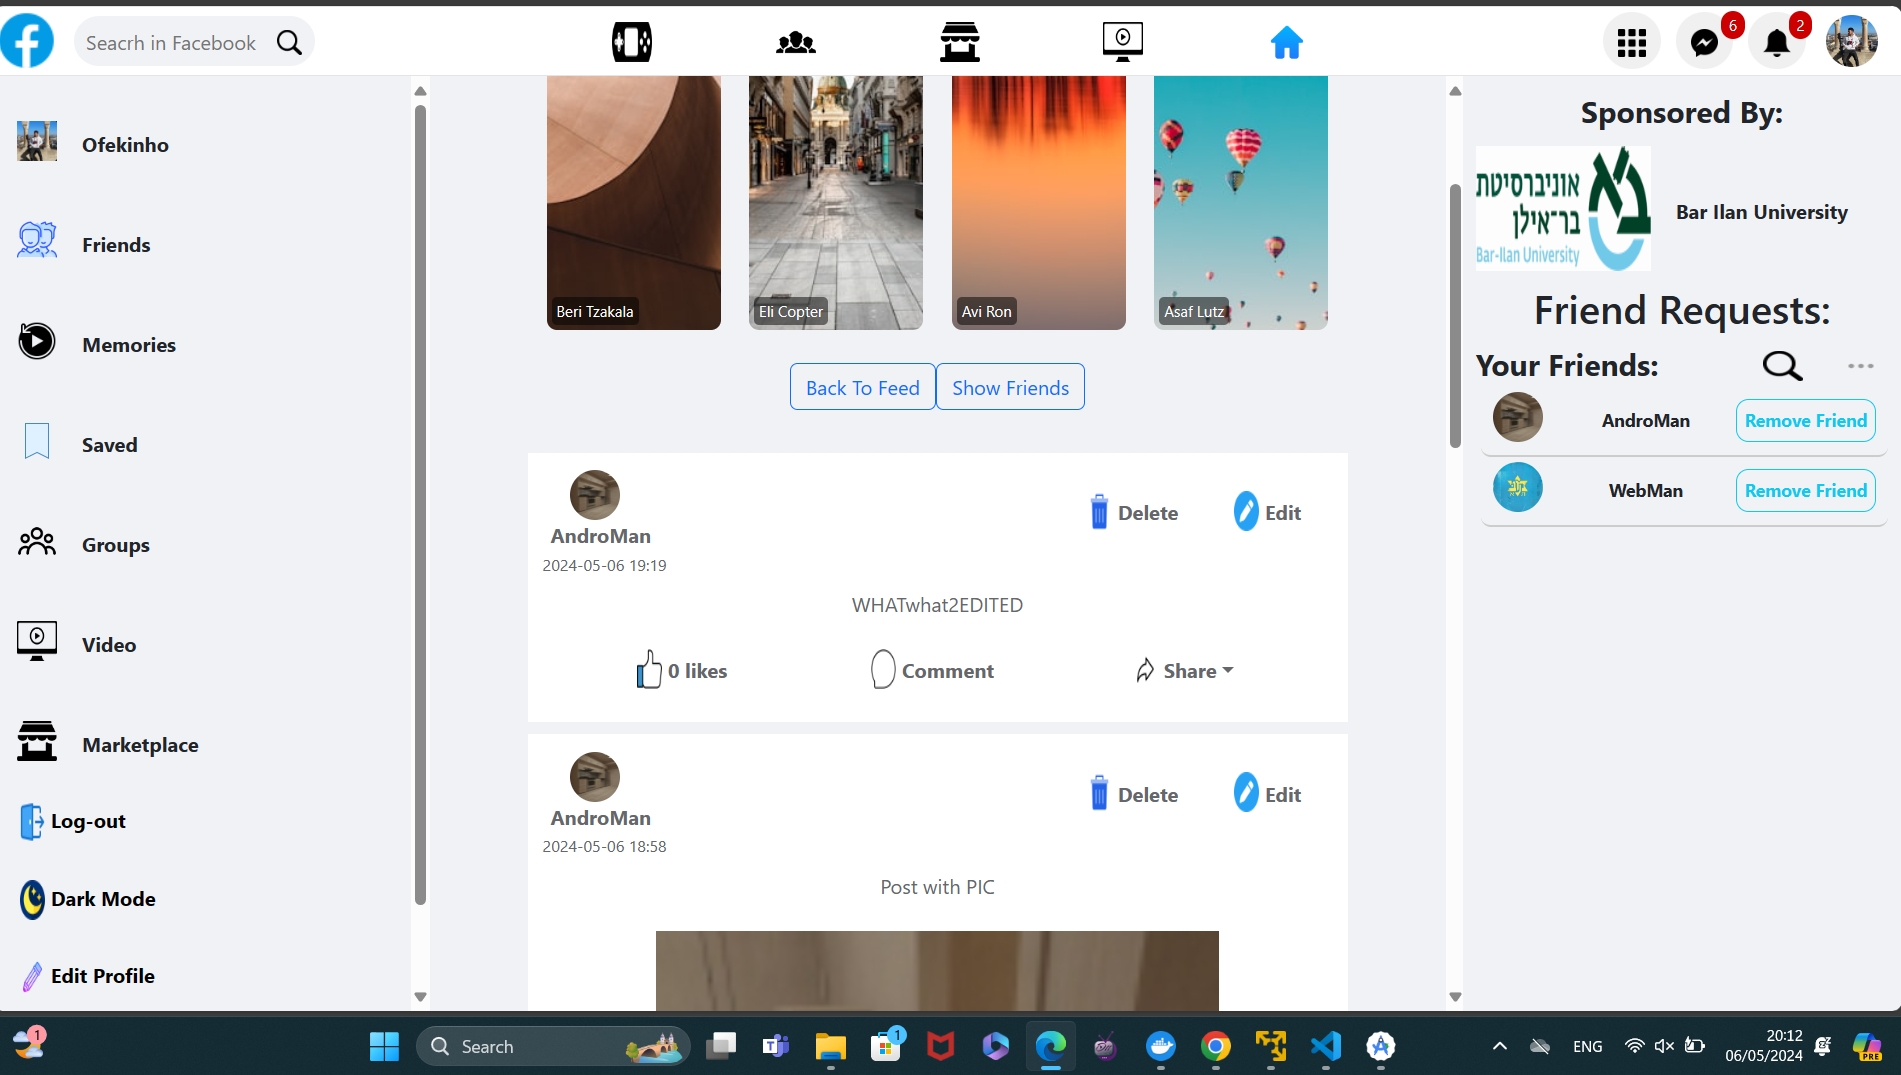 Seacrh in Facebook
6
2
Ofekinho
Friends
Memories
Saved
Groups
Video
Marketplace
Log-out
Dark Mode
Edit Profile
Beri Tzakala
Eli Copter
Avi Ron
Asaf Lutz
Back To Feed
Show Friends
AndroMan
2024-05-06 19:19
Delete
Edit
WHATwhat2EDITED
0 likes
Comment
Share
AndroMan
2024-05-06 18:58
Delete
Edit
Post with PIC
Sponsored By:
אוניברסיטת
בר־אילן
Bar-Ilan University
Bar Ilan University
Friend Requests:
Your Friends:
AndroMan
Remove Friend
WebMan
Remove Friend
1
Search
1
ENG
20:12
06/05/2024
PRE